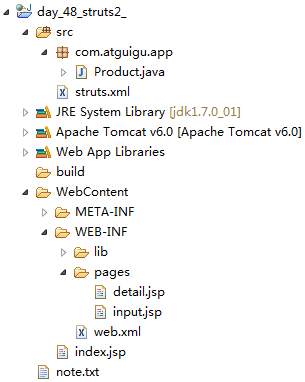 day_48_struts2_
src
com.atguigu.app
Product.java
struts.xml
JRE System Library [jdk1.7.0_01]
Apache Tomcat v6.0 [Apache Tomcat v6.0]
Web App Libraries
build
WebContent
META-INF
WEB-INF
lib
pages
detail.jsp
input.jsp
web.xml
index.jsp
note.txt